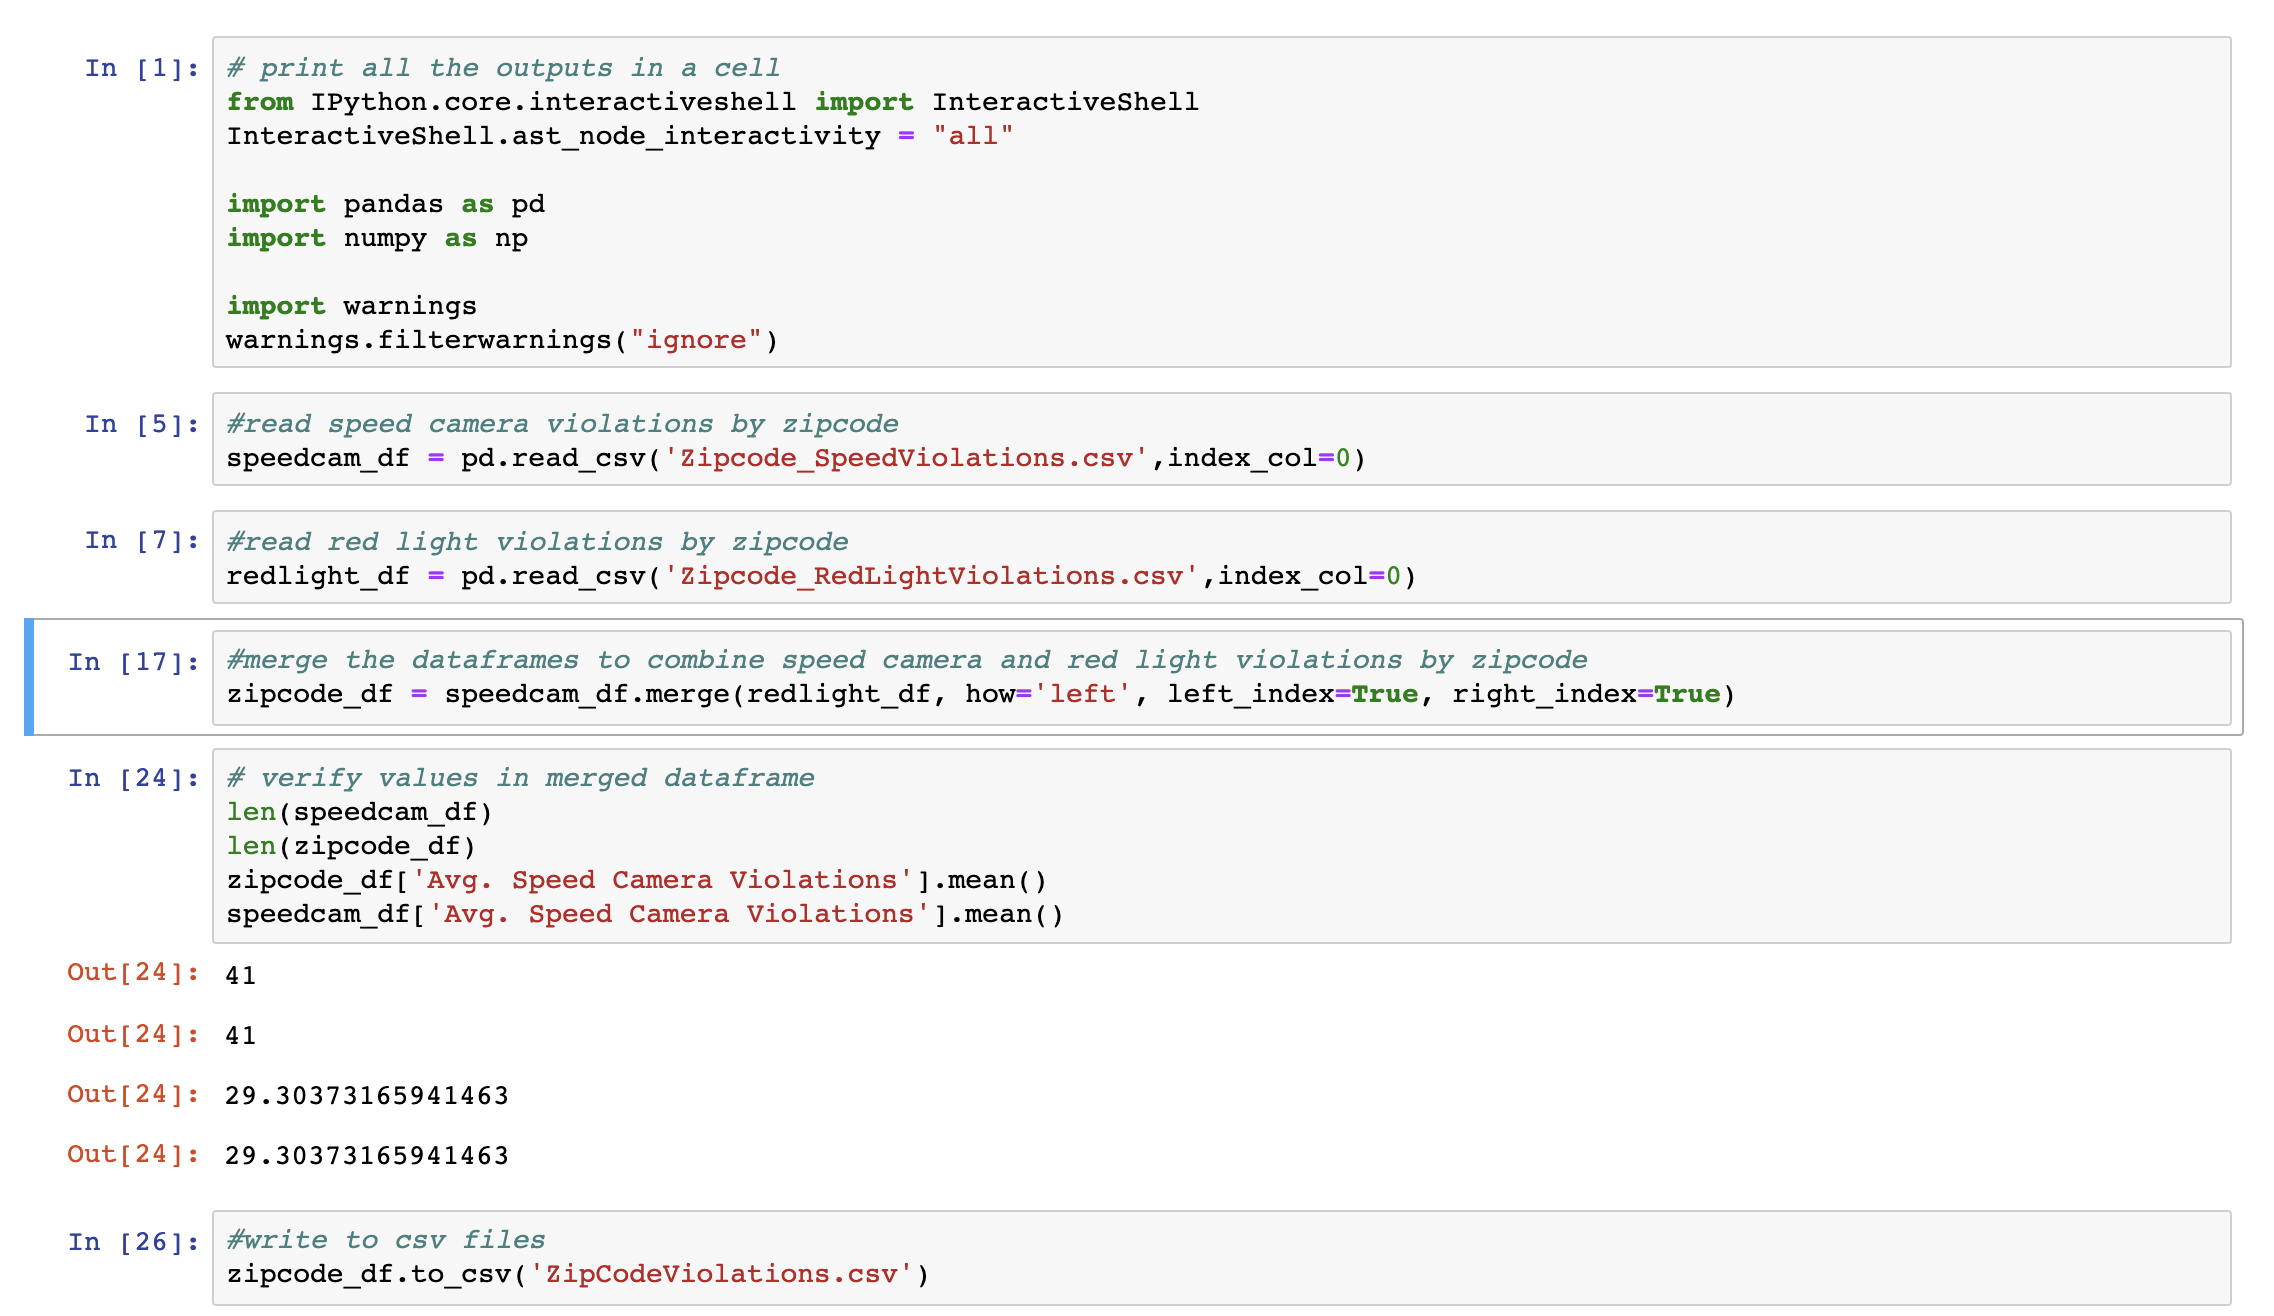 In [1]: # print all the outputs in a cell
from IPython.core.interactiveshell import InteractiveShell
InteractiveShell.ast_node_interactivity = "all"
import pandas as pd
import numpy as np
import warnings
warnings.filterwarnings("ignore")
In [5]: #read speed camera violations by zipcode
speedcam_df = pd.read_csv('Zipcode_SpeedViolations.csv',index_col=0)
In [7]: #read red light violations by zipcode
redlight_df = pd.read_csv('Zipcode_RedLightViolations.csv',index_col=0)
In [17]: #merge the dataframes to combine speed camera and red light violations by zipcode
zipcode_df = speedcam_df.merge(redlight_df, how='left', left_index=True, right_index=True)
In [24]: # verify values in merged dataframe
len(speedcam_df)
len(zipcode_df)
zipcode_df['Avg. Speed Camera Violations'].mean()
speedcam_df['Avg. Speed Camera Violations'].mean()
Out[24]: 41
Out[24]: 41
Out[24]: 29.30373165941463
Out[24]: 29.30373165941463
In [26]: #write to csv files
zipcode_df.to_csv('ZipCodeViolations.csv')